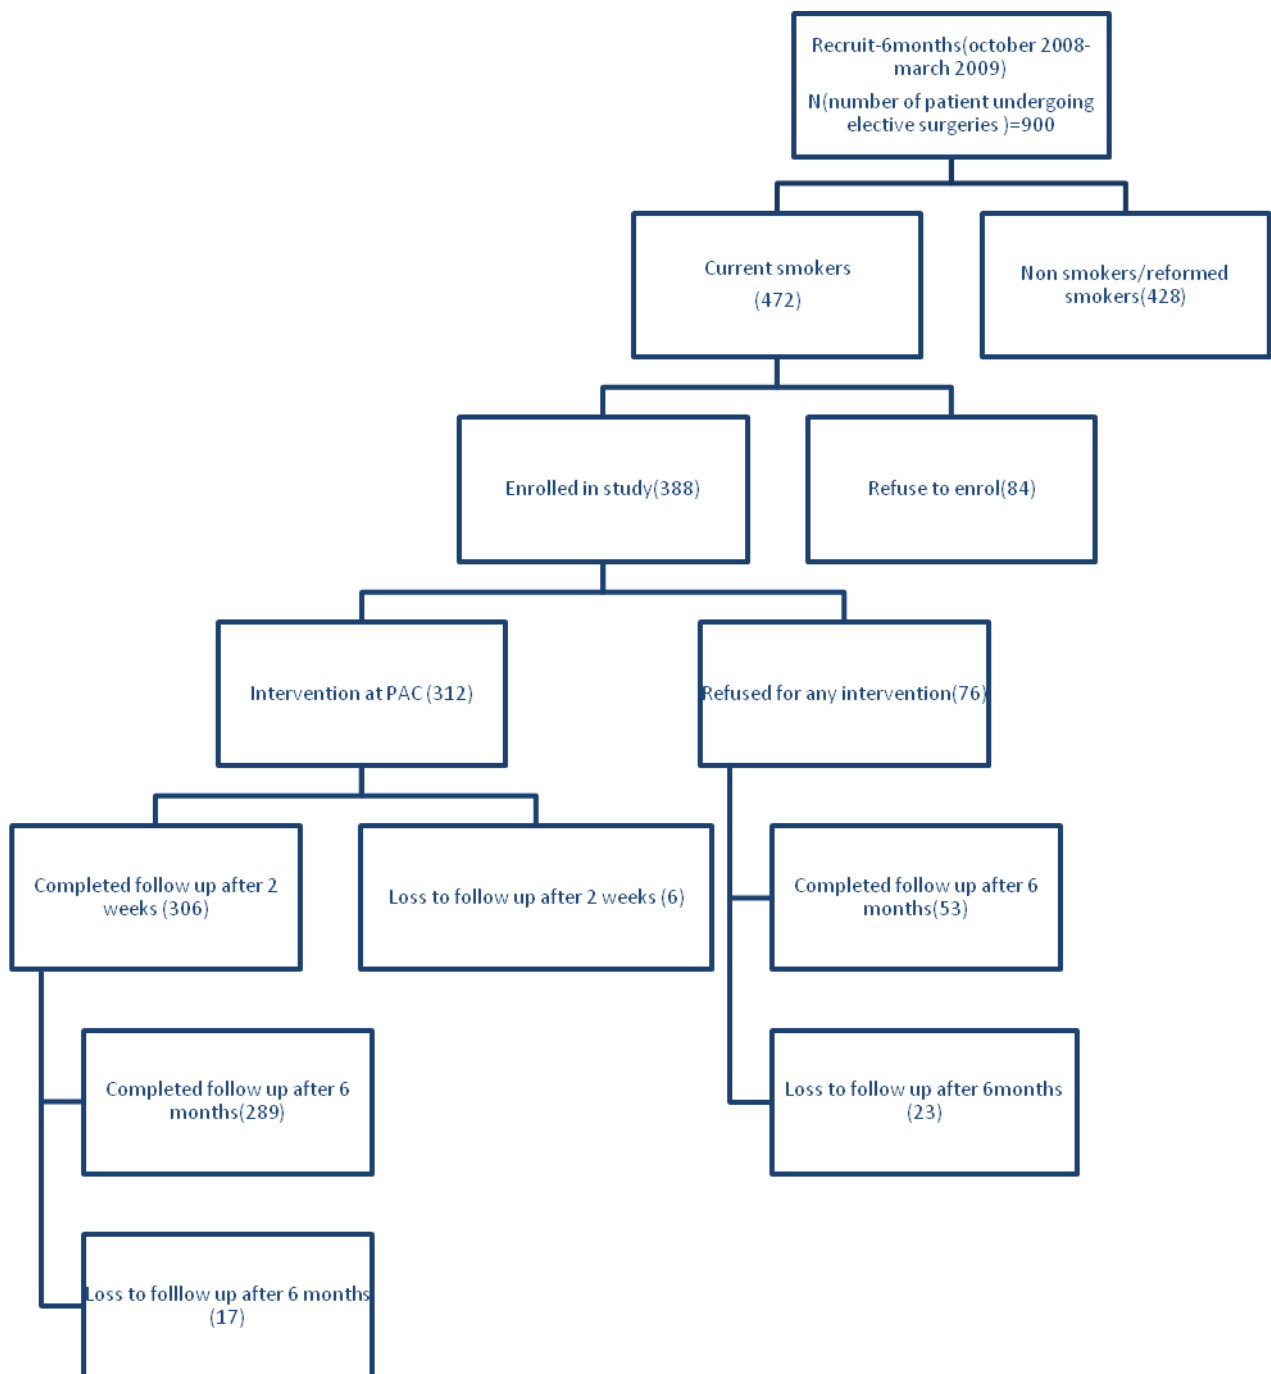 Recruit-6months(october 2008-
march 2009)
N(number of patient undergoing
elective surgeries )=900
Current smokers
(472)
Non smokers/reformed
smokers(428)
Enrolled in study(388)
Refuse to enrol(84)
Intervention at PAC (312)
Refused for any intervention(76)
Completed follow up after 2
weeks (306)
Loss to follow up after 2 weeks (6)
Completed follow up after 6
months(53)
Completed follow up after 6
months(289)
Loss to follow up after 6months
(23)
Loss to folllow up after 6 months
(17)